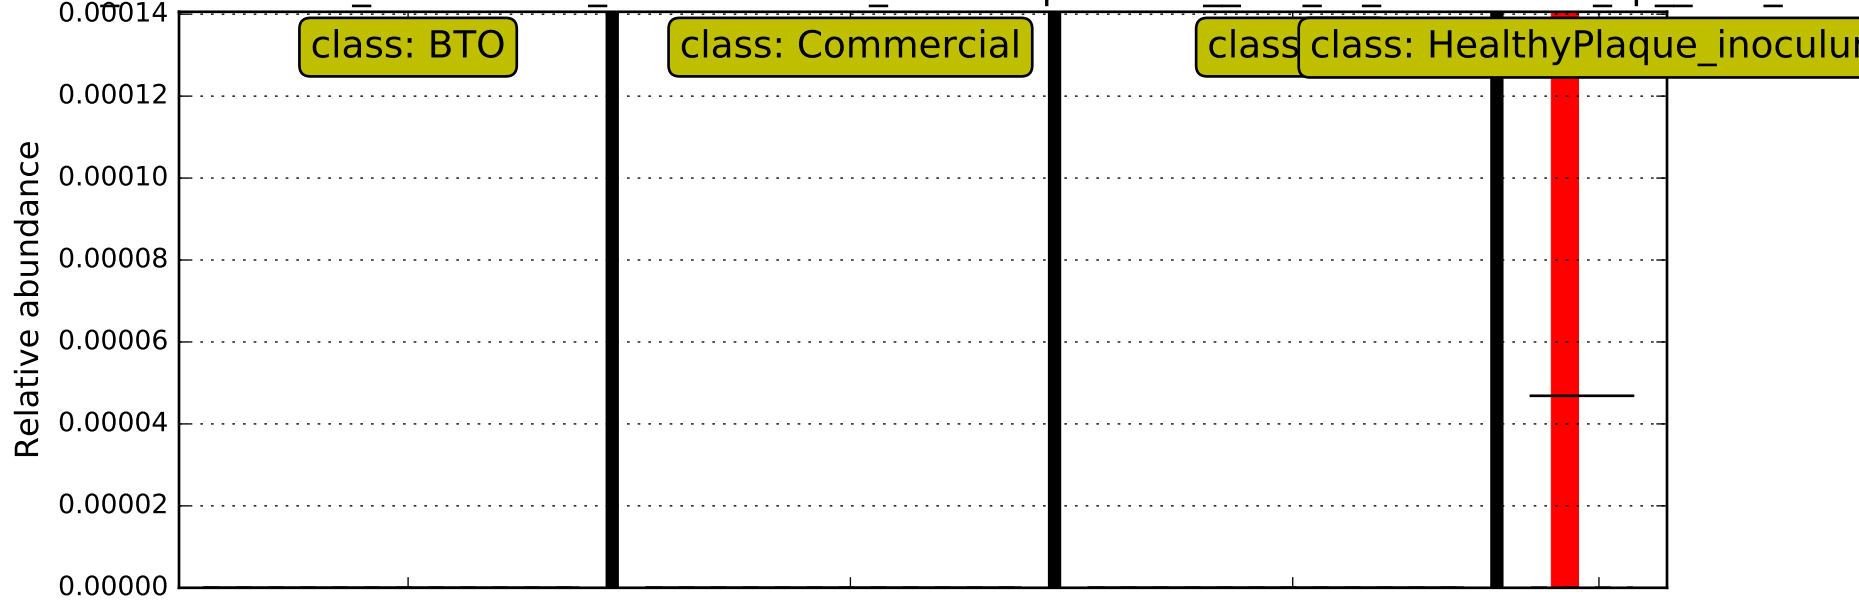 0.00014
class: BTO
class: Commercial
class
class: HealthyPlaque_inoculu
0.00012
0.00010
0.00008
0.00006
0.00004
0.00002
0.00000
Relative abundance